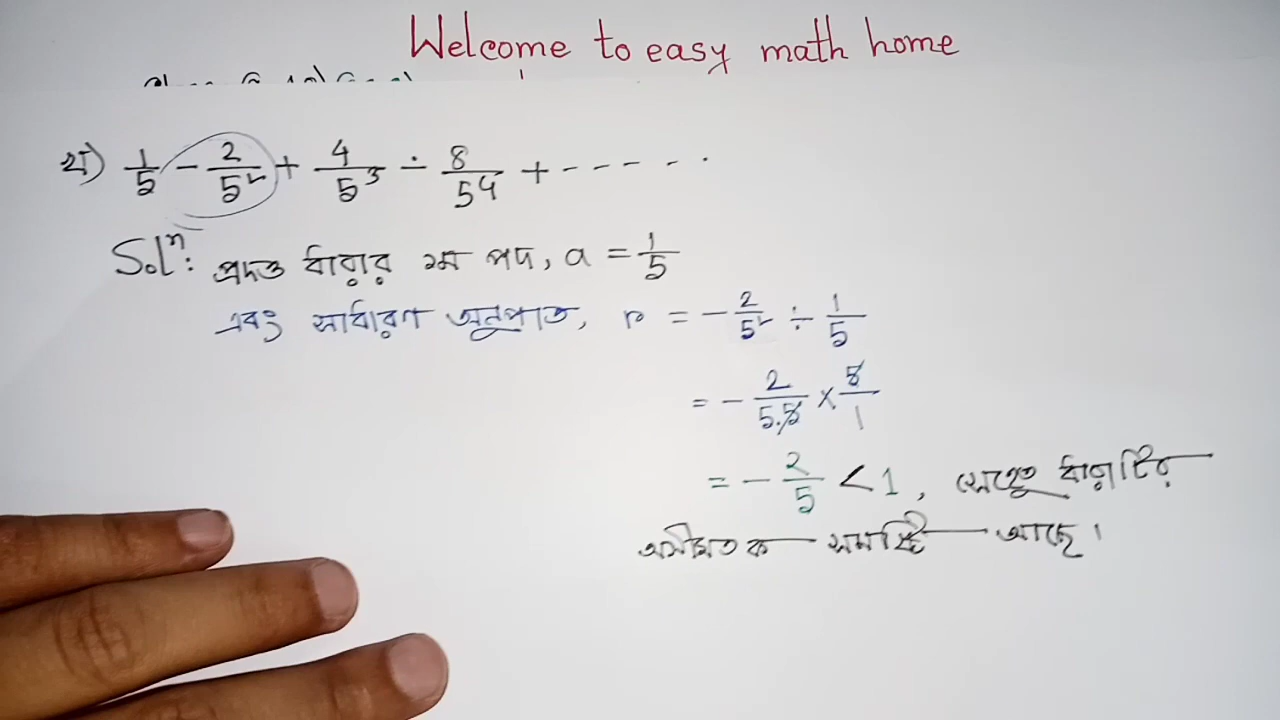 Welcome to easy math home
খ) 1/5 - 2/5² + 4/5³ ∸ 8/5⁴ + - - - - - .
Solⁿ: প্রদত্ত ধারার ১ম পদ, a = 1/5
এবং সাধারণ অনুপাত, r = - 2/5² ÷ 1/5
= - 2/5.5 × 5/1
= - 2/5 < 1, সেহেতু ধারাটির
অসীমতক সমষ্টি আছে।